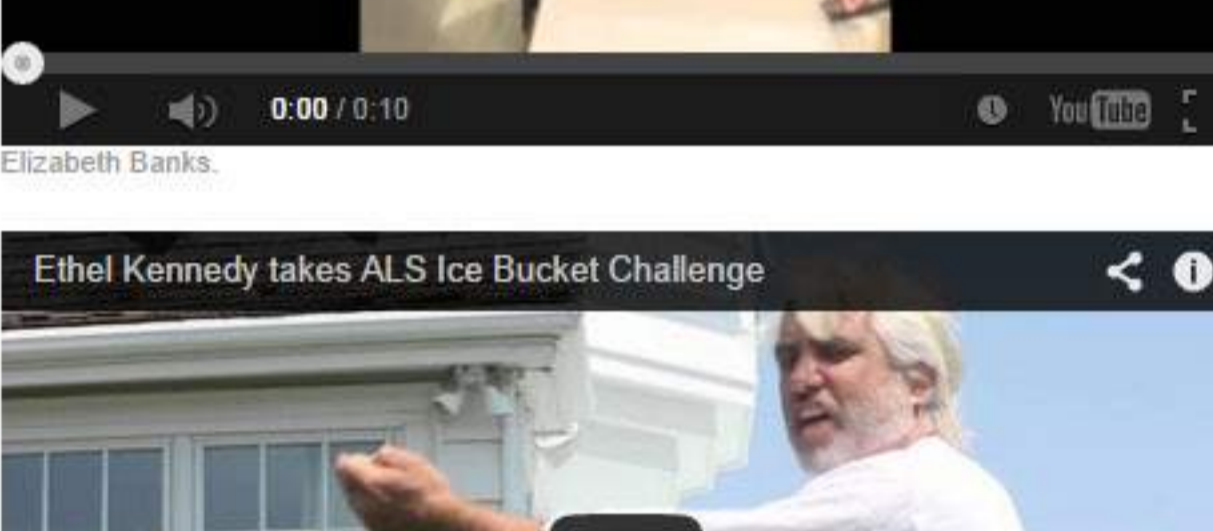 0:00 / 0:10 YouTube
Elizabeth Banks.
Ethel Kennedy takes ALS Ice Bucket Challenge